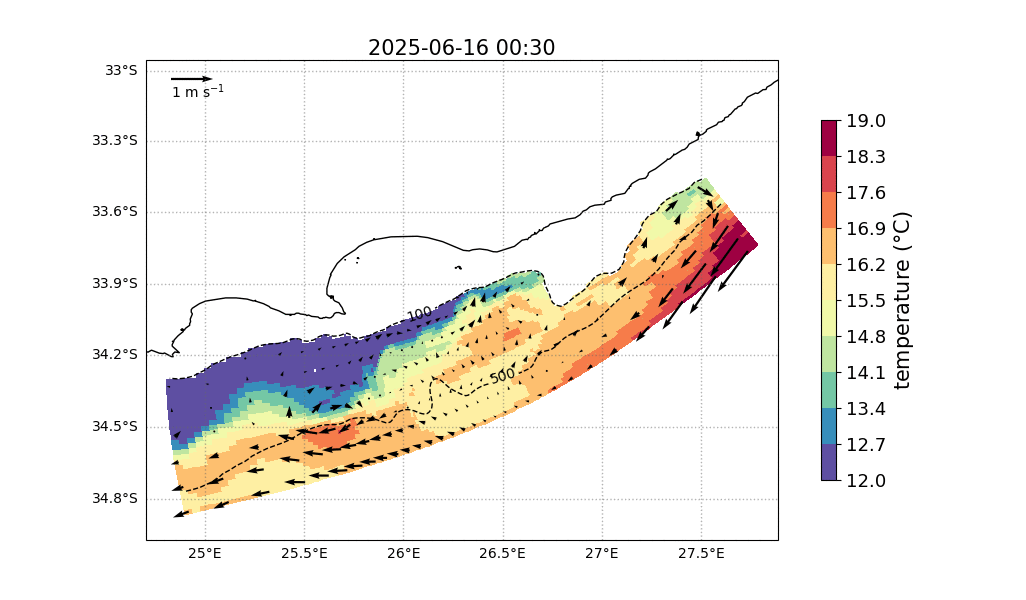 2025-06-16 00:30
33°S
33.3°S
33.6°S
33.9°S
34.2°S
34.5°S
34.8°S
1 m s⁻¹
100
500
25°E
25.5°E
26°E
26.5°E
27°E
27.5°E
19.0
18.3
17.6
16.9
16.2
15.5
14.8
14.1
13.4
12.7
12.0
temperature (°C)